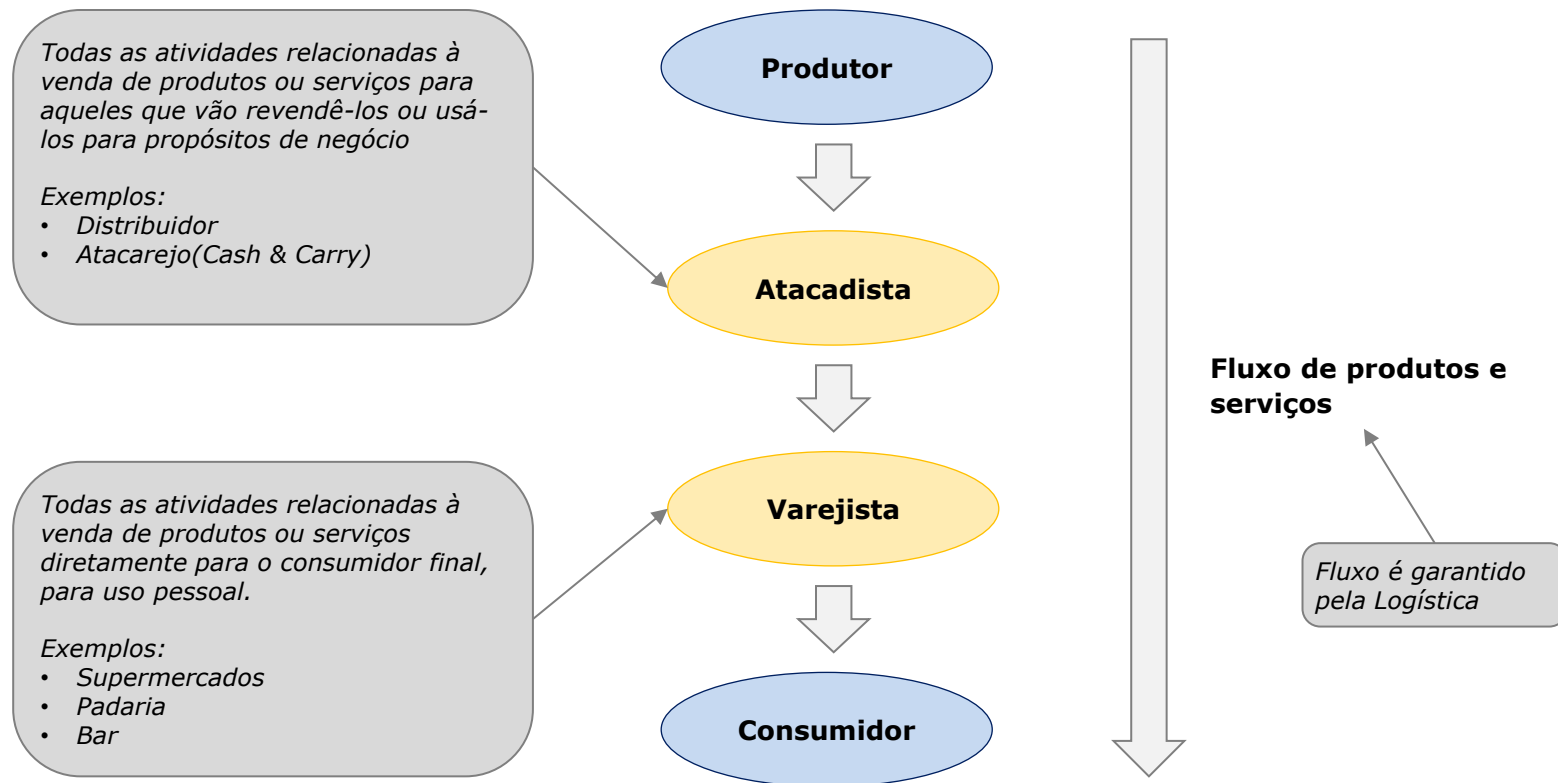 Todas as atividades relacionadas à
venda de produtos ou serviços para
aqueles que vão revendê-los ou usá-
los para propósitos de negócio
Exemplos:
• Distribuidor
• Atacarejo(Cash & Carry)
Produtor
Atacadista
Fluxo de produtos e
serviços
Todas as atividades relacionadas à
venda de produtos ou serviços
diretamente para o consumidor final,
para uso pessoal.
Exemplos:
• Supermercados
• Padaria
• Bar
Varejista
Fluxo é garantido
pela Logística
Consumidor